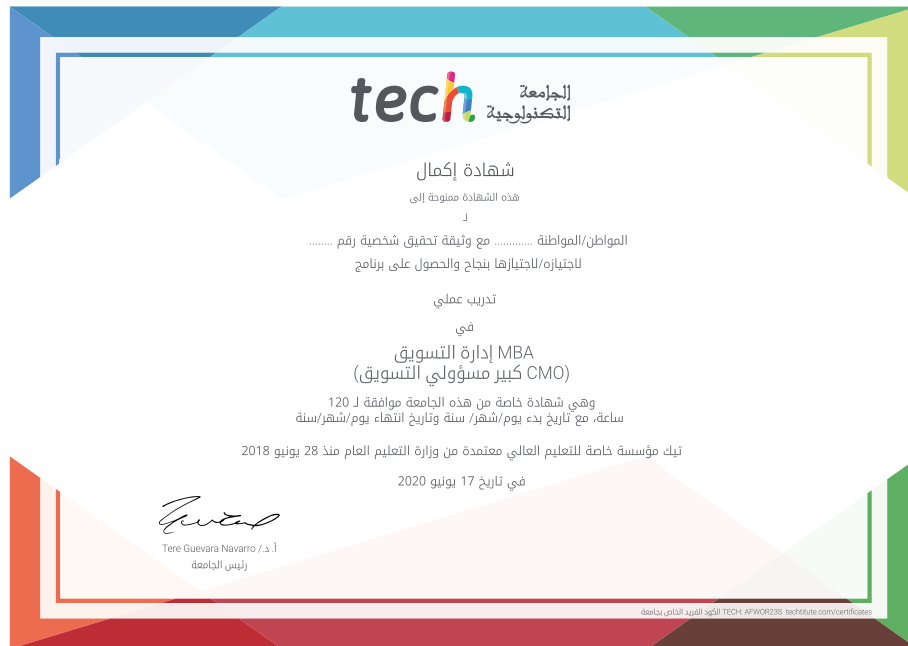 tech الجامعة
التكنولوجية
شهادة إكمال
هذه الشهادة ممنوحة إلى
لـ
المواطن/المواطنة ............. مع وثيقة تحقيق شخصية رقم ........
لاجتيازه/لاجتيازها بنجاح والحصول على برنامج
تدريب عملي
في
MBA إدارة التسويق
(CMO كبير مسؤولي التسويق)
وهي شهادة خاصة من هذه الجامعة موافقة لـ 120
ساعة، مع تاريخ بدء يوم/شهر/ سنة وتاريخ انتهاء يوم/شهر/سنة
تيك مؤسسة خاصة للتعليم العالي معتمدة من وزارة التعليم العام منذ 28 يونيو 2018
في تاريخ 17 يونيو 2020
أ.د./ Tere Guevara Navarro
رئيس الجامعة
الكود الفريد الخاص بجامعة TECH: AFWOR23S techtitute.com/certificates